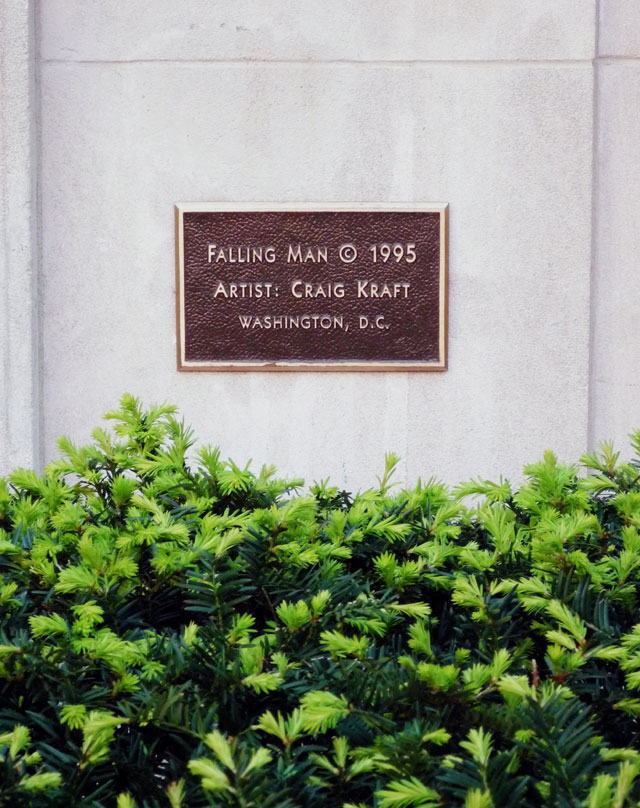 Falling Man © 1995
Artist: Craig Kraft
Washington, D.C.